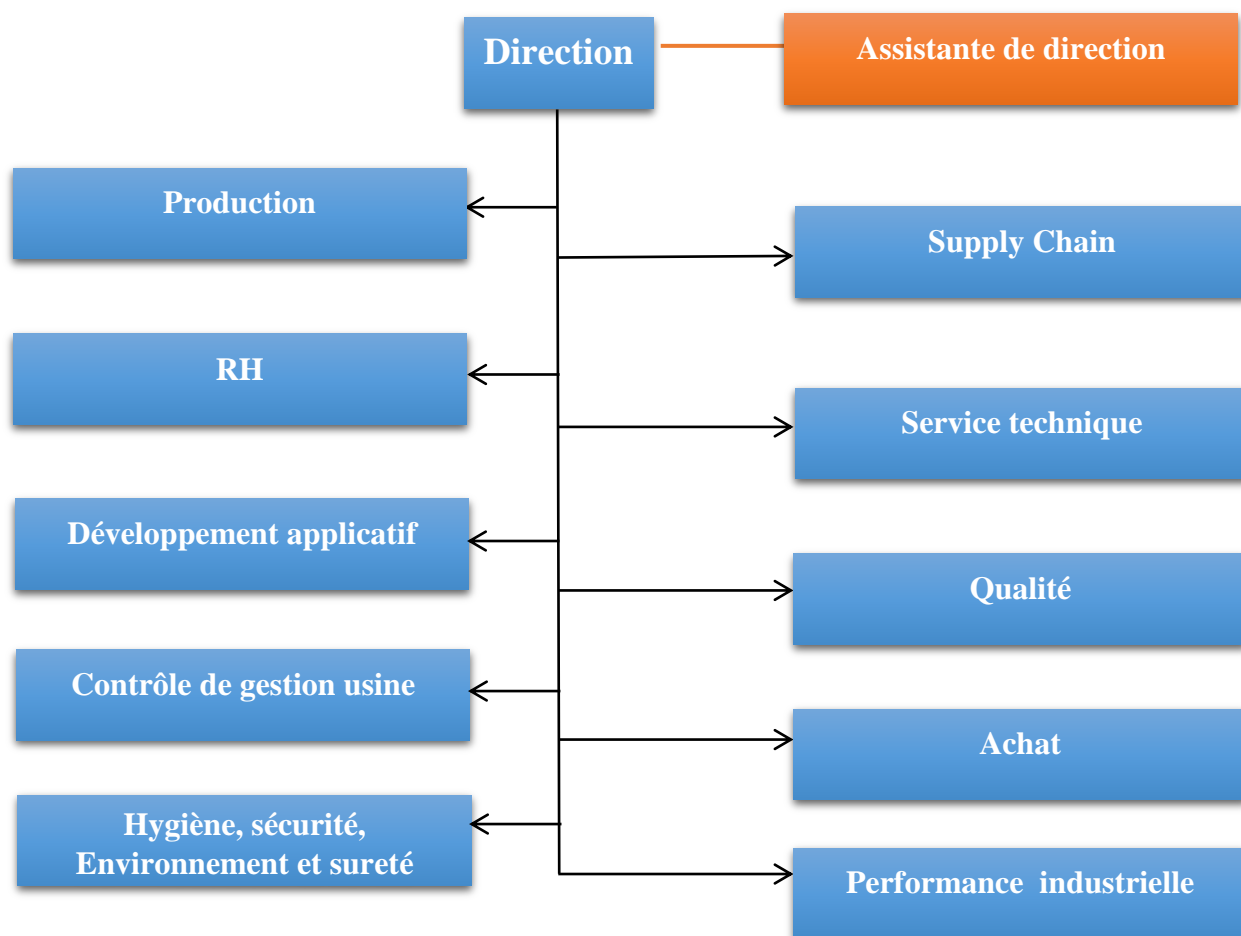 Direction
Assistante de direction
Production
Supply Chain
RH
Service technique
Développement applicatif
Qualité
Contrôle de gestion usine
Achat
Hygiène, sécurité,
Environnement et sureté
Performance  industrielle